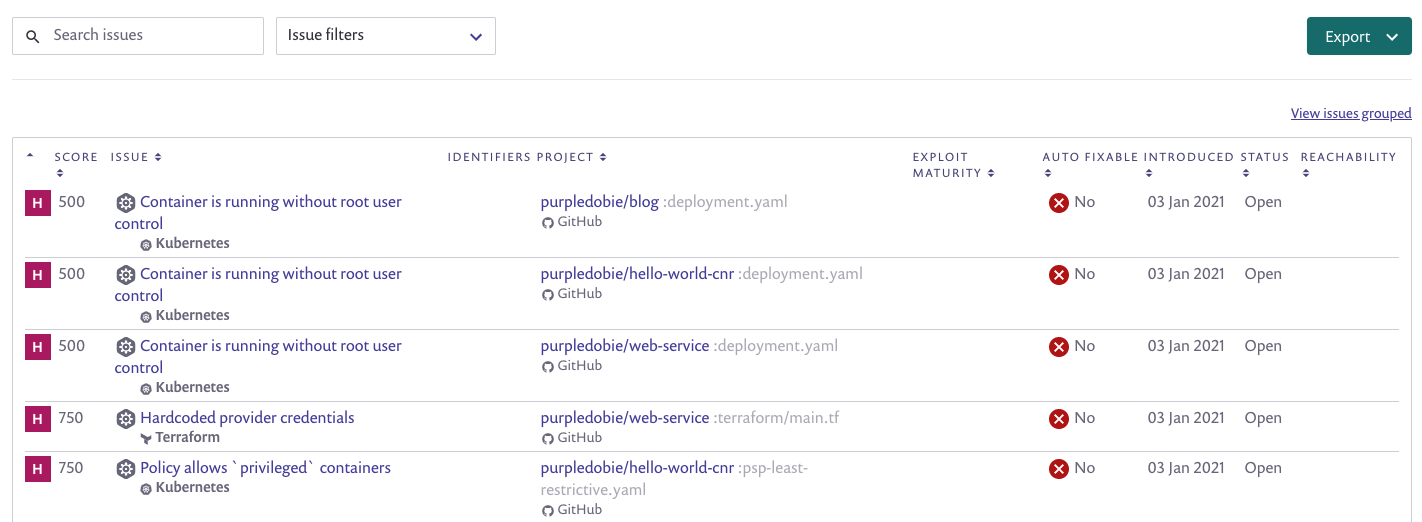 Search issues
Issue filters
Export
View issues grouped
SCORE ISSUE IDENTIFIERS PROJECT EXPLOIT MATURITY AUTO FIXABLE INTRODUCED STATUS REACHABILITY
H 500 Container is running without root user control purpledobie/blog :deployment.yaml No 03 Jan 2021 Open
Kubernetes GitHub
H 500 Container is running without root user control purpledobie/hello-world-cnr :deployment.yaml No 03 Jan 2021 Open
Kubernetes GitHub
H 500 Container is running without root user control purpledobie/web-service :deployment.yaml No 03 Jan 2021 Open
Kubernetes GitHub
H 750 Hardcoded provider credentials purpledobie/web-service :terraform/main.tf No 03 Jan 2021 Open
Terraform GitHub
H 750 Policy allows `privileged` containers purpledobie/hello-world-cnr :psp-least-restrictive.yaml No 03 Jan 2021 Open
Kubernetes GitHub